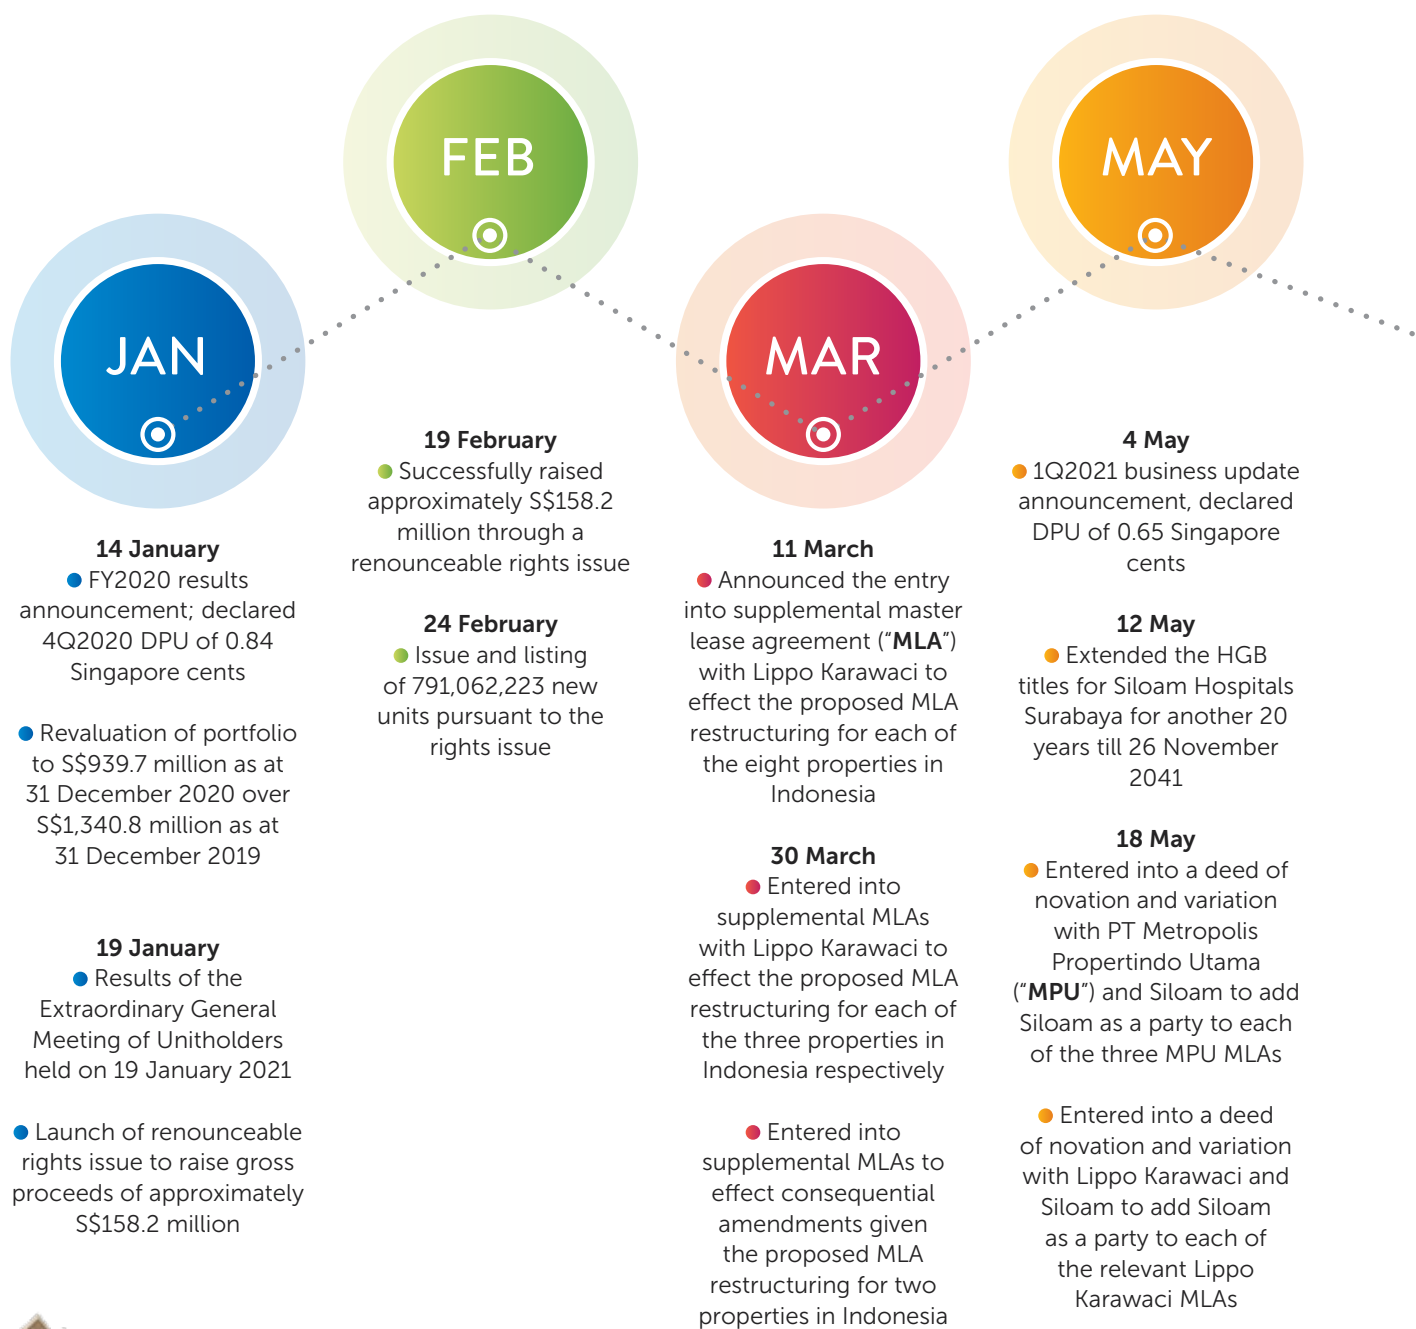 JAN
14 January
FY2020 results
announcement; declared
4Q2020 DPU of 0.84
Singapore cents
Revaluation of portfolio
to S$939.7 million as at
31 December 2020 over
S$1,340.8 million as at
31 December 2019
19 January
Results of the
Extraordinary General
Meeting of Unitholders
held on 19 January 2021
Launch of renounceable
rights issue to raise gross
proceeds of approximately
S$158.2 million
FEB
19 February
Successfully raised
approximately S$158.2
million through a
renounceable rights issue
24 February
Issue and listing
of 791,062,223 new
units pursuant to the
rights issue
MAR
11 March
Announced the entry
into supplemental master
lease agreement (“MLA”)
with Lippo Karawaci to
effect the proposed MLA
restructuring for each of
the eight properties in
Indonesia
30 March
Entered into
supplemental MLAs
with Lippo Karawaci to
effect the proposed MLA
restructuring for each of
the three properties in
Indonesia respectively
Entered into
supplemental MLAs to
effect consequential
amendments given
the proposed MLA
restructuring for two
properties in Indonesia
MAY
4 May
1Q2021 business update
announcement, declared
DPU of 0.65 Singapore
cents
12 May
Extended the HGB
titles for Siloam Hospitals
Surabaya for another 20
years till 26 November
2041
18 May
Entered into a deed of
novation and variation
with PT Metropolis
Propertindo Utama
(“MPU”) and Siloam to add
Siloam as a party to each
of the three MPU MLAs
Entered into a deed
of novation and variation
with Lippo Karawaci and
Siloam to add Siloam
as a party to each of
the relevant Lippo
Karawaci MLAs